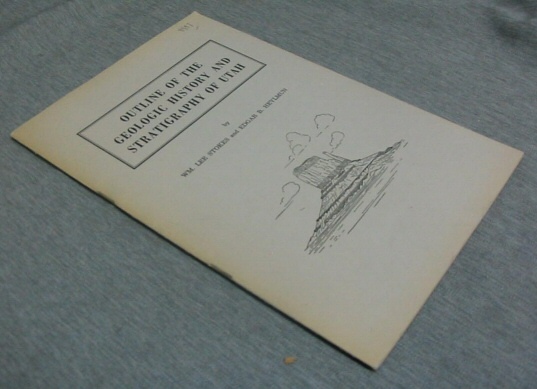 OUTLINE OF THE
GEOLOGIC HISTORY AND
STRATIGRAPHY OF UTAH
by
WM. LEE STOKES and EDGAR B. HEYLMUN